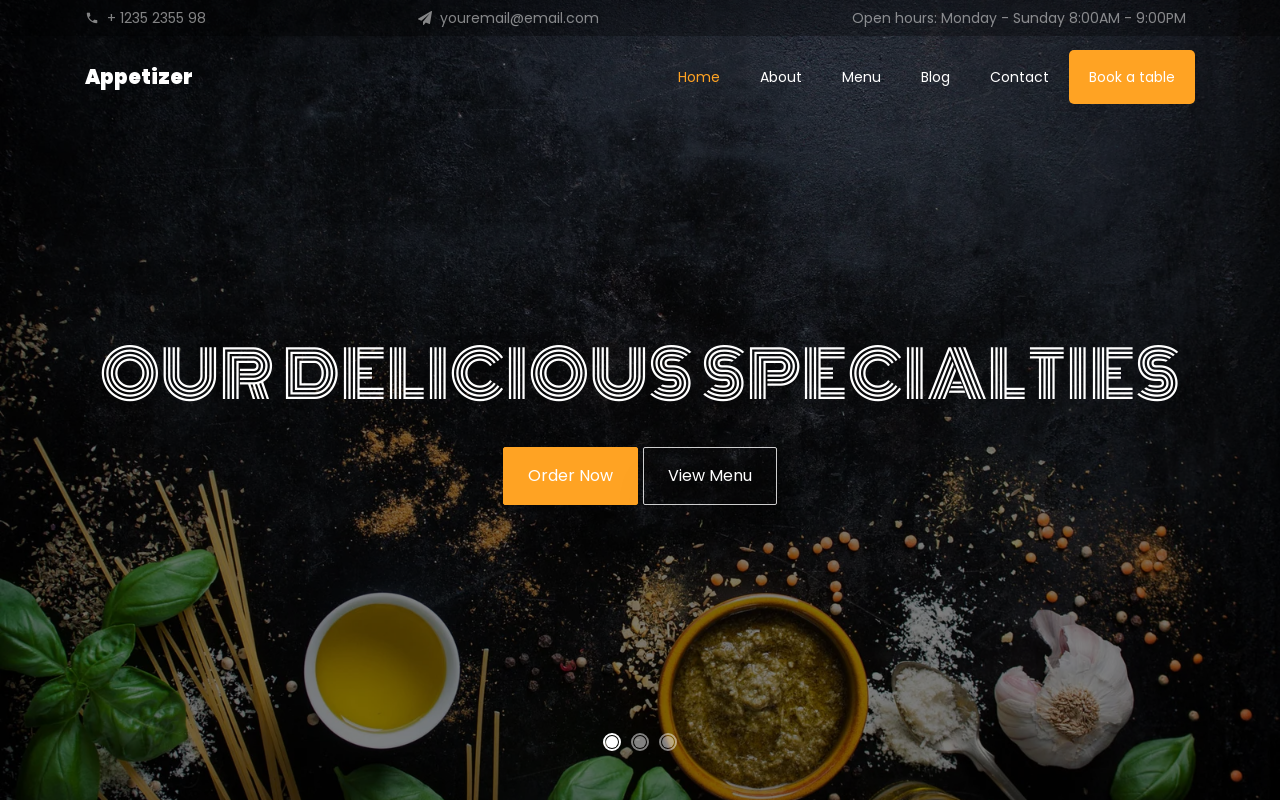 + 1235 2355 98
youremail@email.com
Open hours: Monday - Sunday 8:00AM - 9:00PM
Appetizer
Home
About
Menu
Blog
Contact
Book a table
OUR DELICIOUS SPECIALTIES
Order Now
View Menu